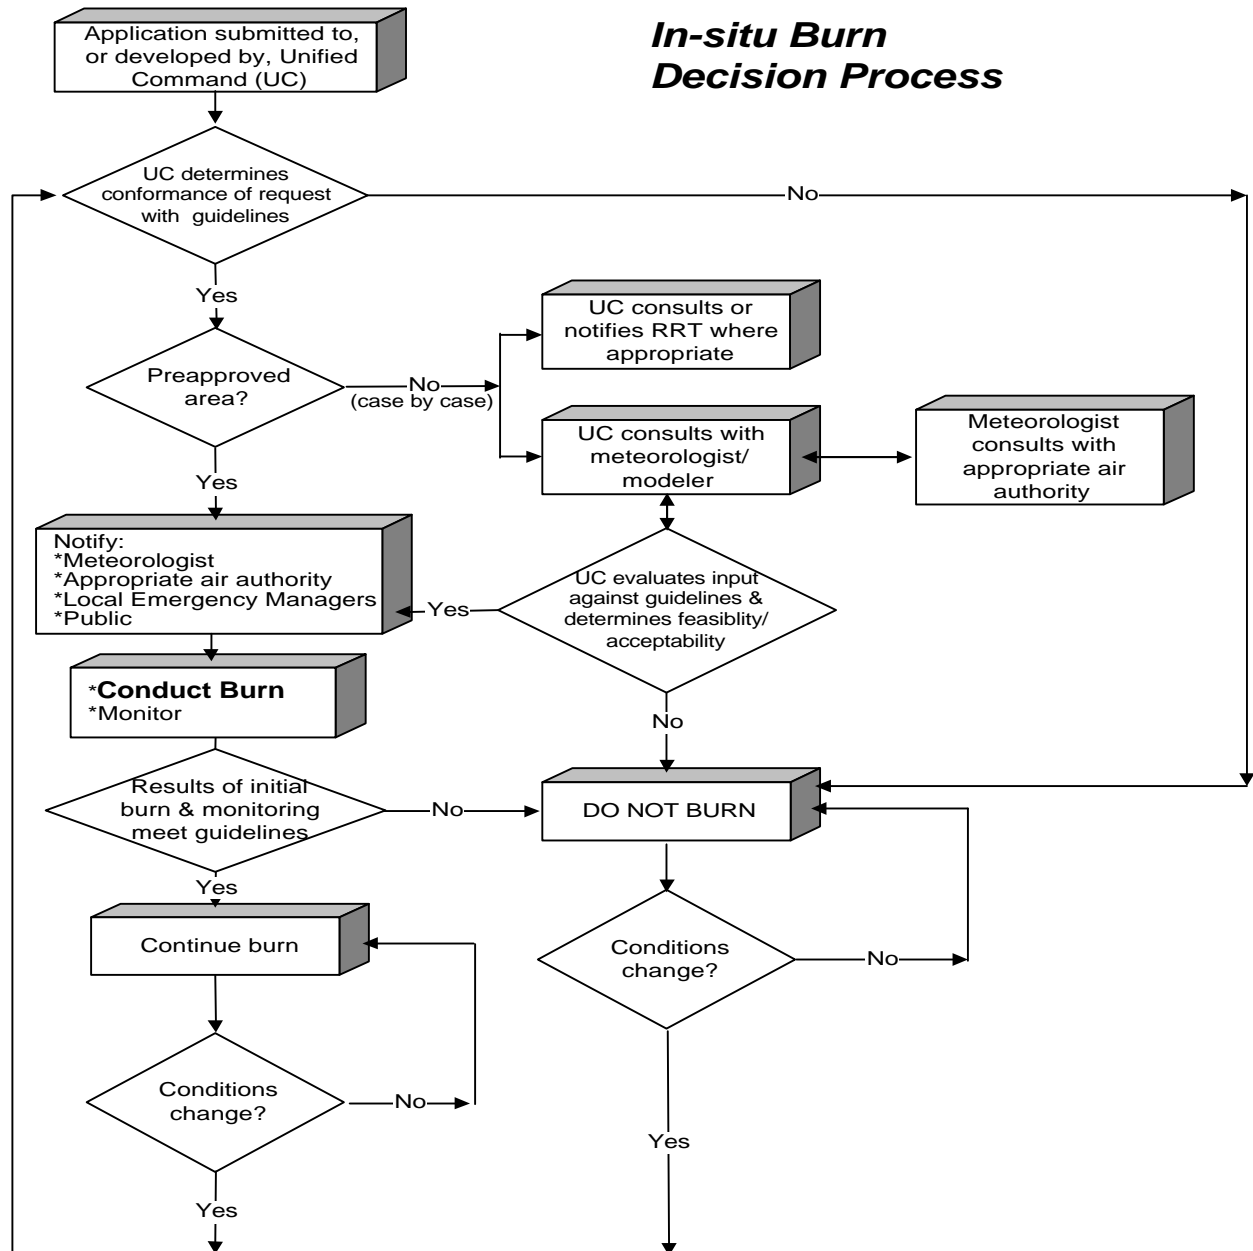 In-situ Burn
Decision Process
Application submitted to,
or developed by, Unified
Command (UC)
UC determines
conformance of request
with guidelines
No
Yes
UC consults or
notifies RRT where
appropriate
Preapproved
area?
No
(case by case)
UC consults with
meteorologist/
modeler
Meteorologist
consults with
appropriate air
authority
Yes
Notify:
*Meteorologist
*Appropriate air authority
*Local Emergency Managers
*Public
Yes
UC evaluates input
against guidelines &
determines feasiblity/
acceptability
*Conduct Burn
*Monitor
No
Results of initial
burn & monitoring
meet guidelines
No
DO NOT BURN
Yes
Continue burn
Conditions
change?
No
Conditions
change?
No
Yes
Yes